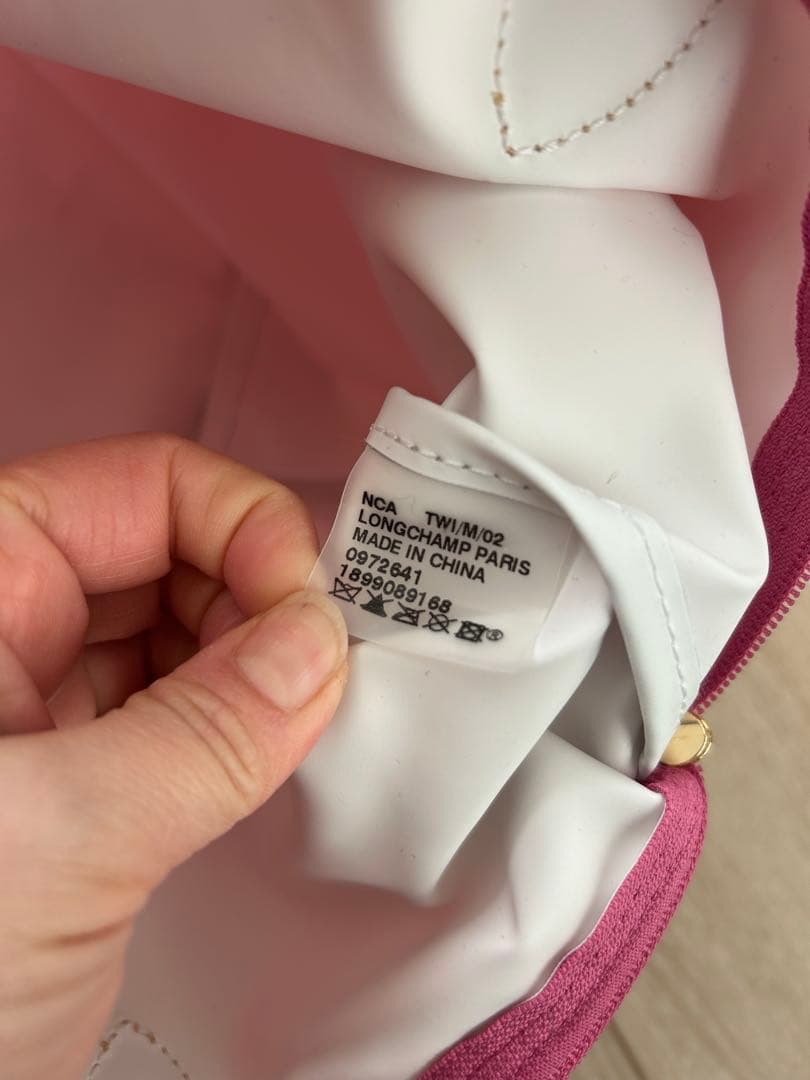 NCA TWI/M/02
LONGCHAMP PARIS
MADE IN CHINA
0972641
1899089168
®